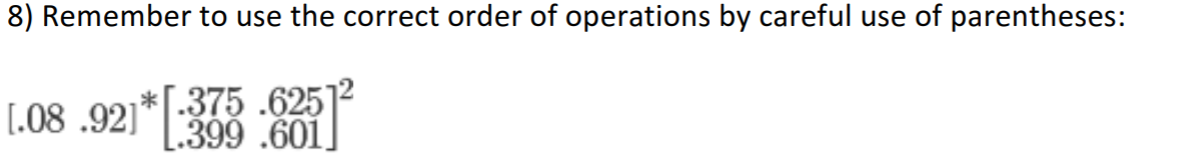 8) Remember to use the correct order of operations by careful use of parentheses:
[.08 .92]*[.375 .625]²
[.399 .601]